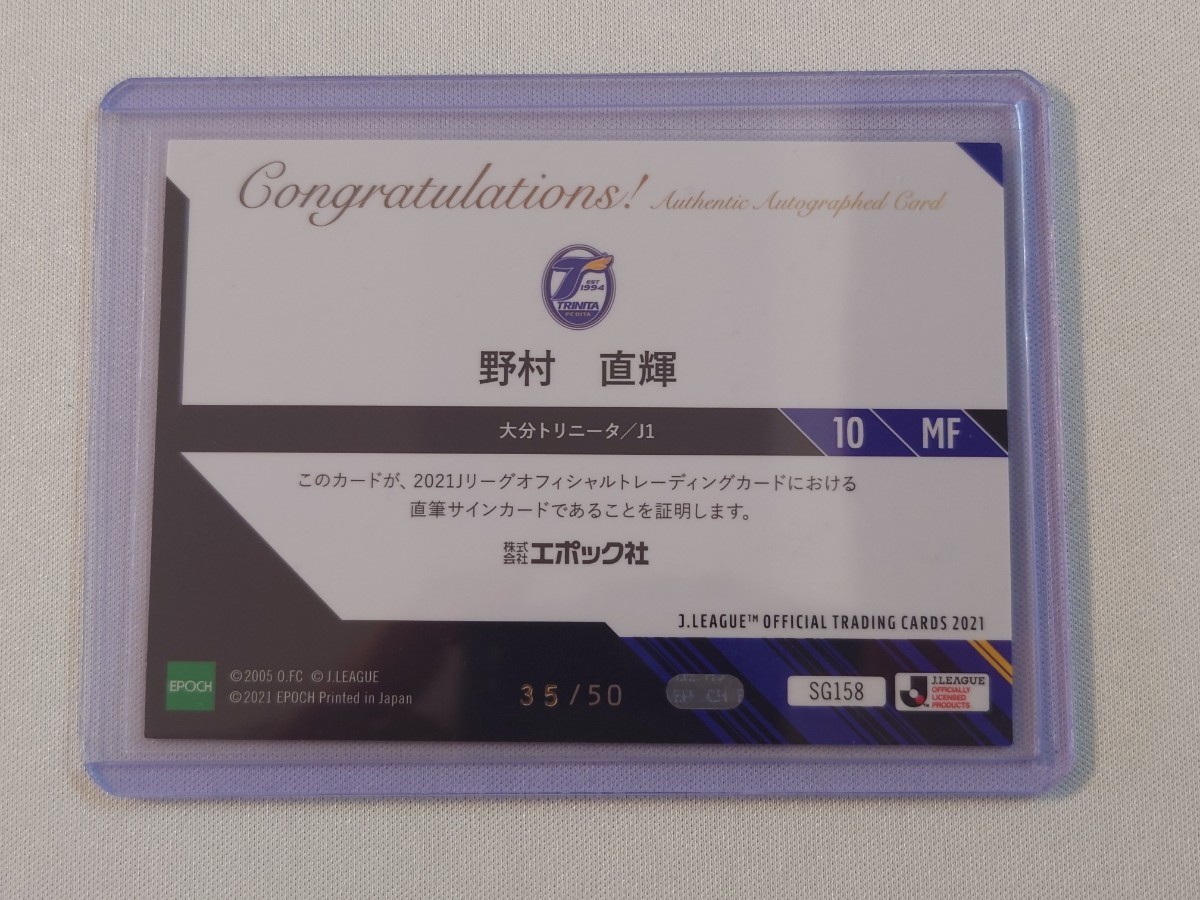 Congratulations! Authentic Autographed Card
EST 1994
TRINITA
FC OITA
野村　直輝
大分トリニータ／J1
10 MF
このカードが、2021Jリーグオフィシャルトレーディングカードにおける
直筆サインカードであることを証明します。
株式会社エポック社
J.LEAGUE™ OFFICIAL TRADING CARDS 2021
EPOCH
©2005 O.FC © J.LEAGUE
©2021 EPOCH Printed in Japan
35/50
SG158
J.LEAGUE
OFFICIALLY
LICENSED
PRODUCTS